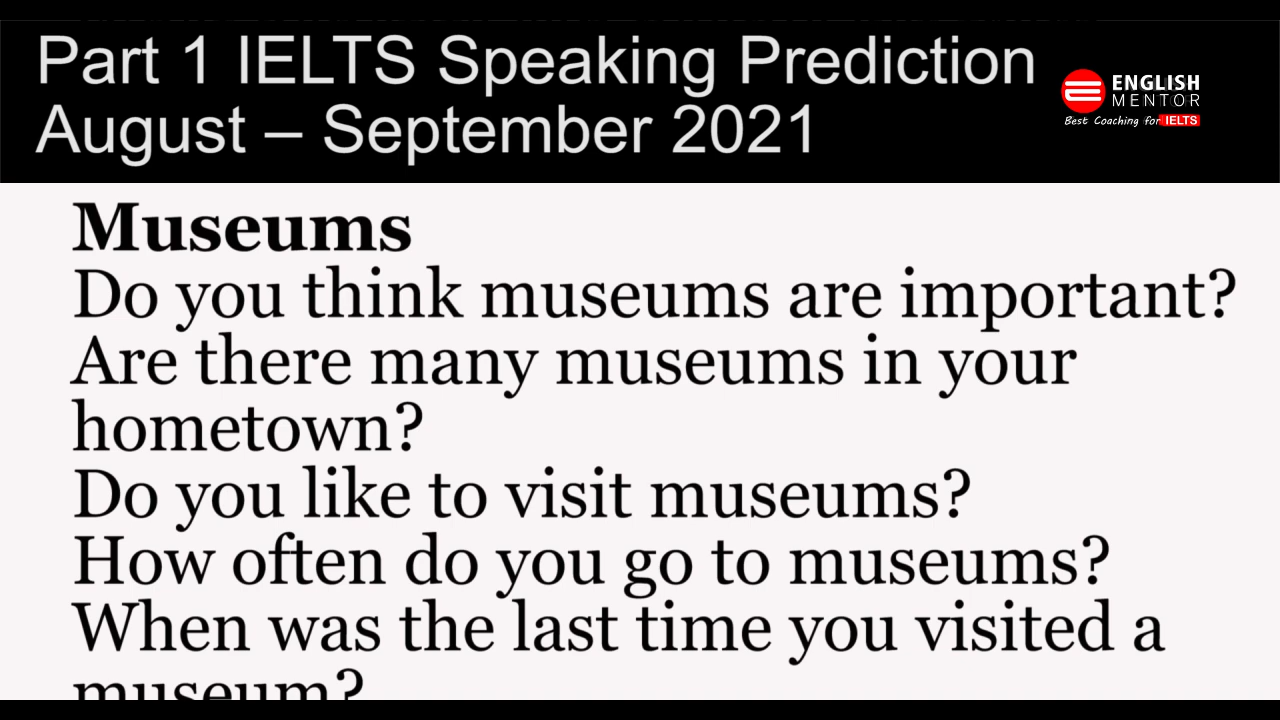 Part 1 IELTS Speaking Prediction
August – September 2021
ENGLISH
MENTOR
Best Coaching for IELTS
Museums
Do you think museums are important?
Are there many museums in your
hometown?
Do you like to visit museums?
How often do you go to museums?
When was the last time you visited a
museum?